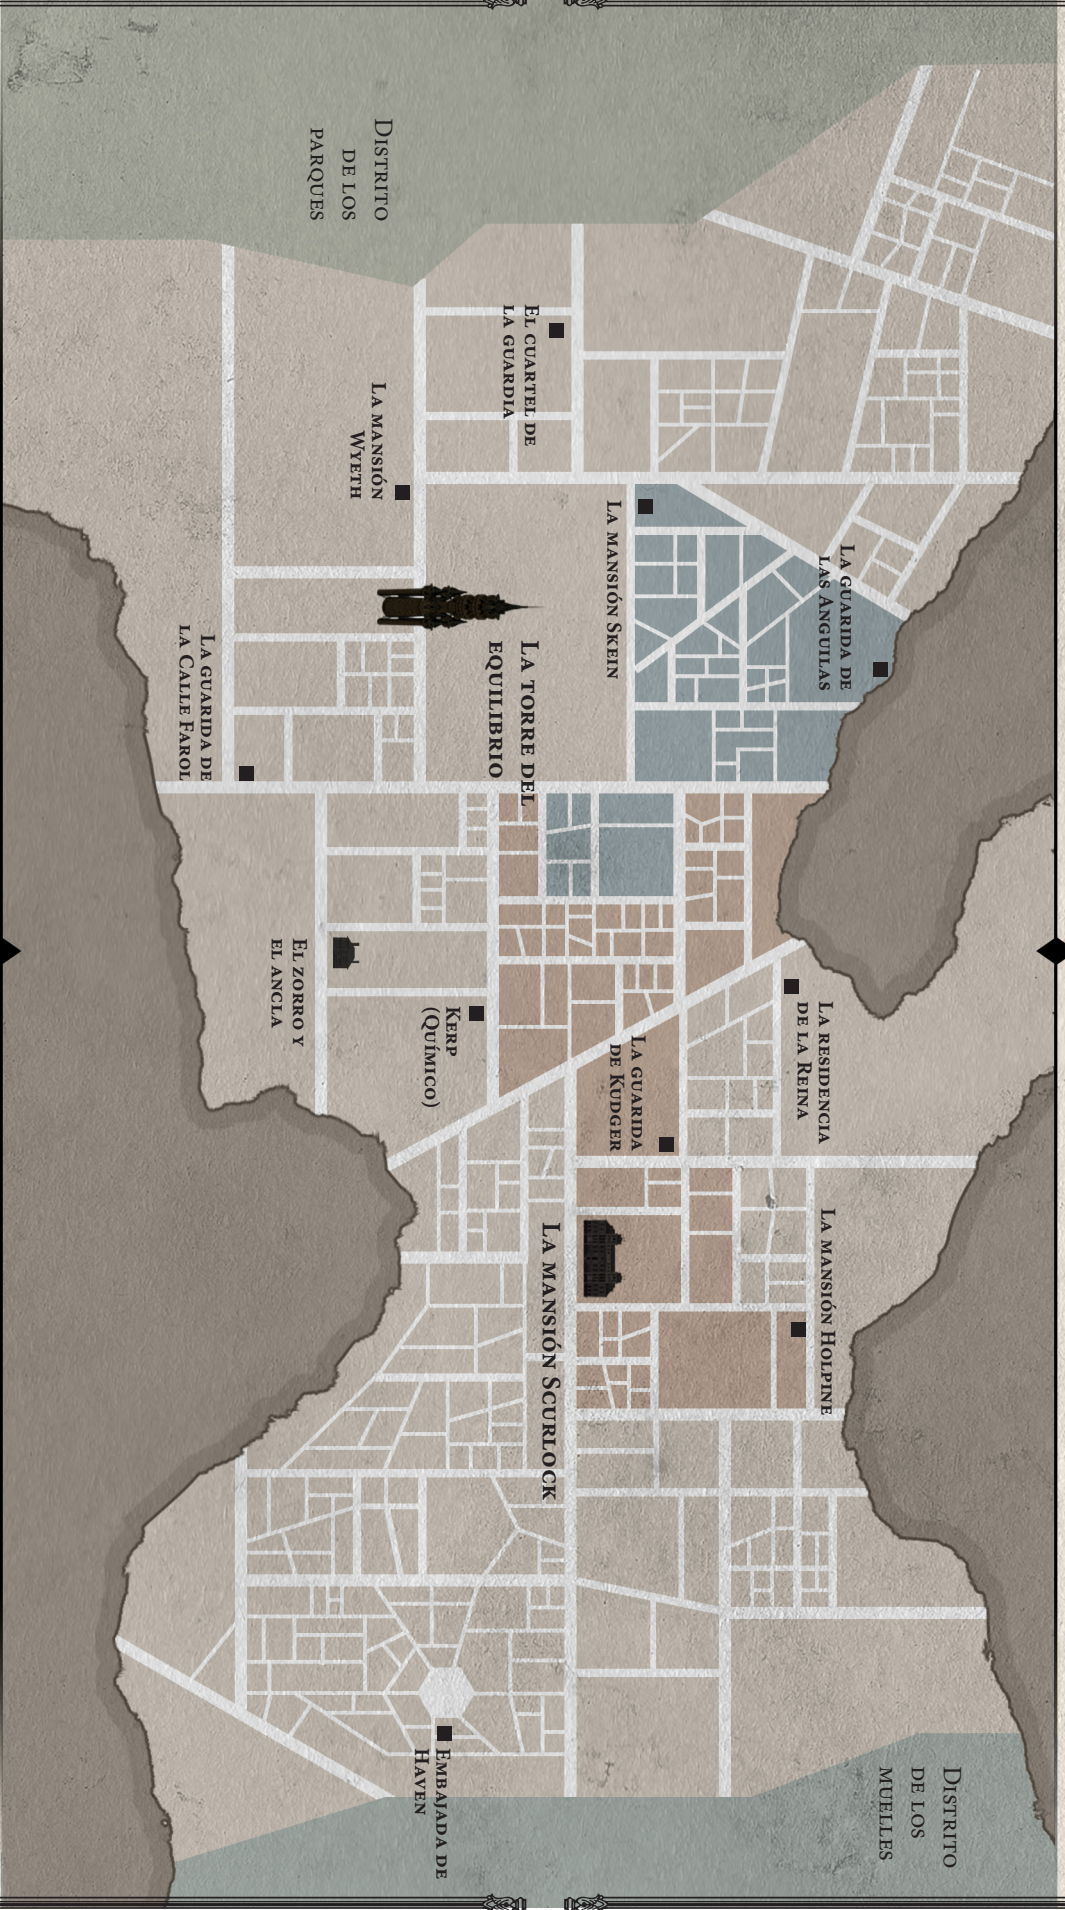 Distrito
de los
parques
El cuartel de
la guardia
La mansión
Wyeth
La mansión Skein
La guarida de
las Anguilas
La torre del
equilibrio
La guarida de
la Calle Farol
El zorro y
el ancla
Kerp
(Químico)
La residencia
de la Reina
La guarida
de Kudger
La mansión Holpine
La mansión Scurlock
Embajada de
Haven
Distrito
de los
muelles